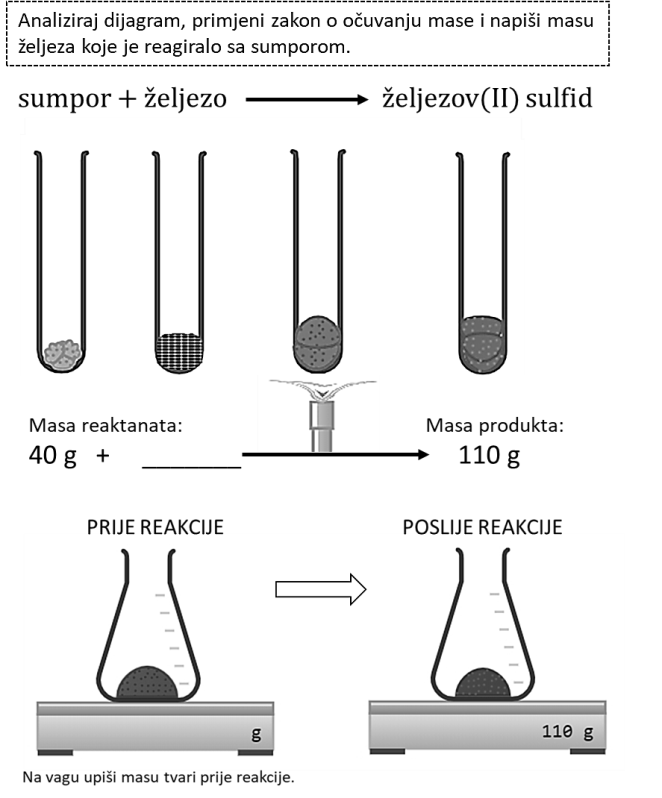 Analiziraj dijagram, primjeni zakon o očuvanju mase i napiši masu
željeza koje je reagiralo sa sumporom.
sumpor + željezo ⟶ željezov(II) sulfid
Masa reaktanata:
Masa produkta:
40 g + ________ ⟶ 110 g
PRIJE REAKCIJE
POSLIJE REAKCIJE
g
110 g
Na vagu upiši masu tvari prije reakcije.